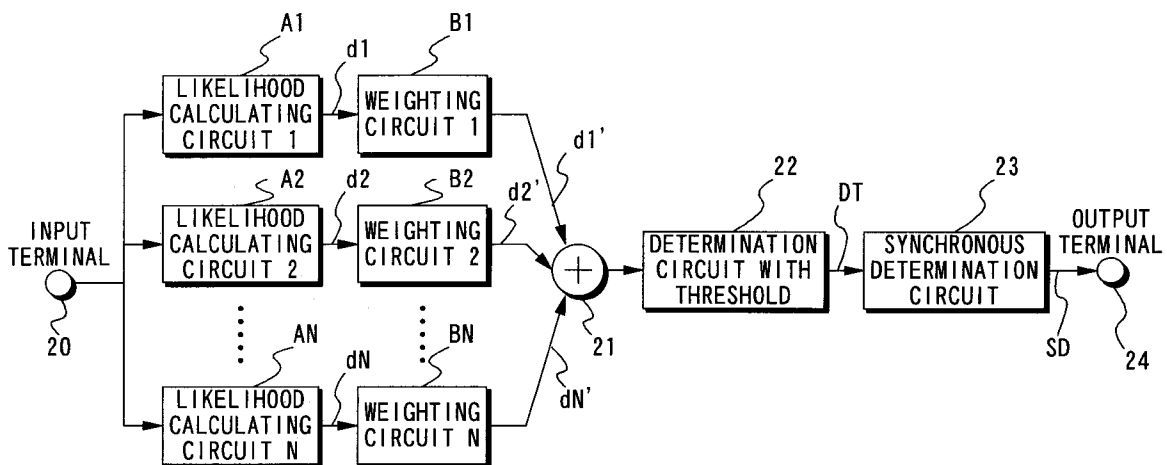 A1
B1
d1
LIKELIHOOD
CALCULATING
CIRCUIT 1
WEIGHTING
CIRCUIT 1
d1'
A2
B2
d2
d2'
LIKELIHOOD
CALCULATING
CIRCUIT 2
WEIGHTING
CIRCUIT 2
INPUT
TERMINAL
20
+
21
22
DETERMINATION
CIRCUIT WITH
THRESHOLD
DT
23
SYNCHRONOUS
DETERMINATION
CIRCUIT
SD
OUTPUT
TERMINAL
24
AN
BN
dN
dN'
LIKELIHOOD
CALCULATING
CIRCUIT N
WEIGHTING
CIRCUIT N